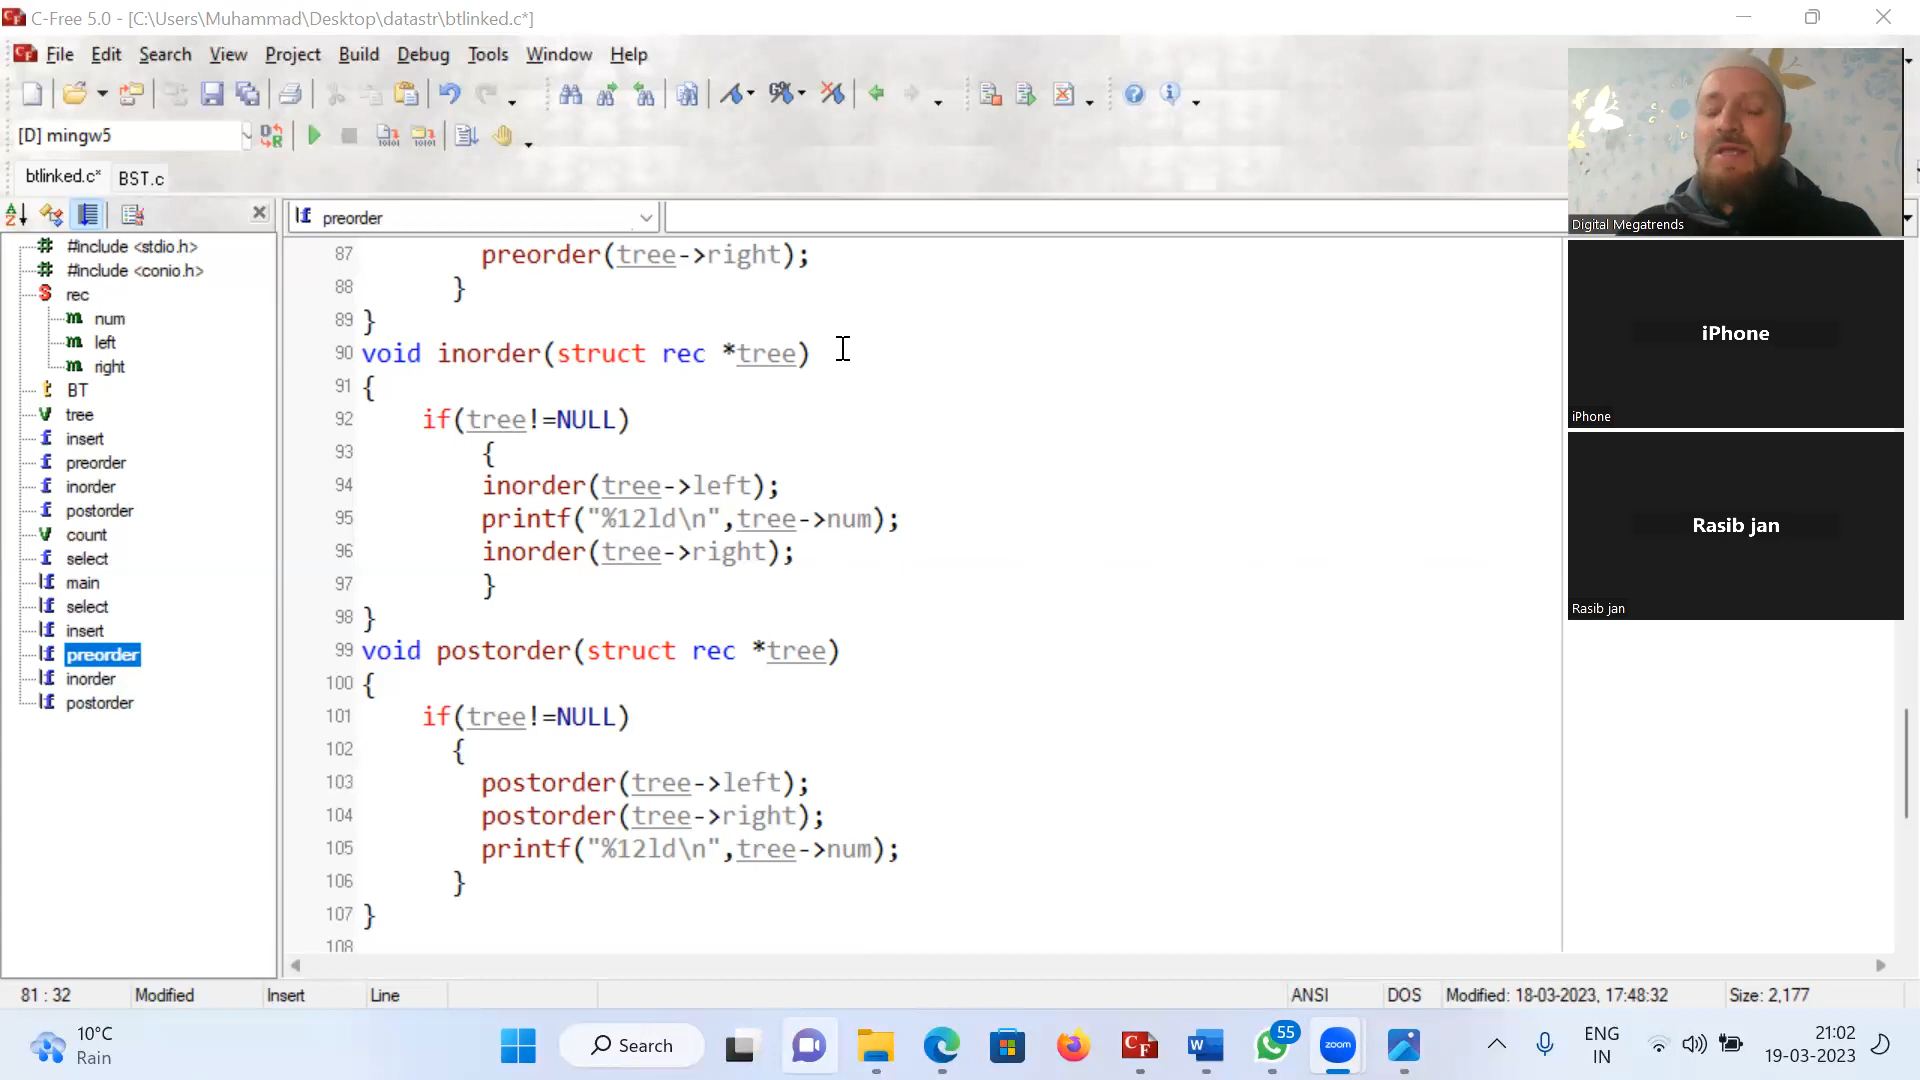 C-Free 5.0 - [C:\Users\Muhammad\Desktop\datastr\btlinked.c*]
File Edit Search View Project Build Debug Tools Window Help
[D] mingw5
btlinked.c* BST.c
preorder
#include <stdio.h>
#include <conio.h>
rec
num
left
right
BT
tree
insert
preorder
inorder
postorder
count
select
main
select
insert
preorder
inorder
postorder
87 preorder(tree->right);
88 }
89 }
90 void inorder(struct rec *tree)
91 {
92 if(tree!=NULL)
93 {
94 inorder(tree->left);
95 printf("%12ld\n",tree->num);
96 inorder(tree->right);
97 }
98 }
99 void postorder(struct rec *tree)
100 {
101 if(tree!=NULL)
102 {
103 postorder(tree->left);
104 postorder(tree->right);
105 printf("%12ld\n",tree->num);
106 }
107 }
108
Digital Megatrends
iPhone
iPhone
Rasib jan
Rasib jan
81 : 32 Modified Insert Line ANSI DOS Modified: 18-03-2023, 17:48:32 Size: 2,177
10°C
Rain
Search
55
zoom
ENG
IN
21:02
19-03-2023